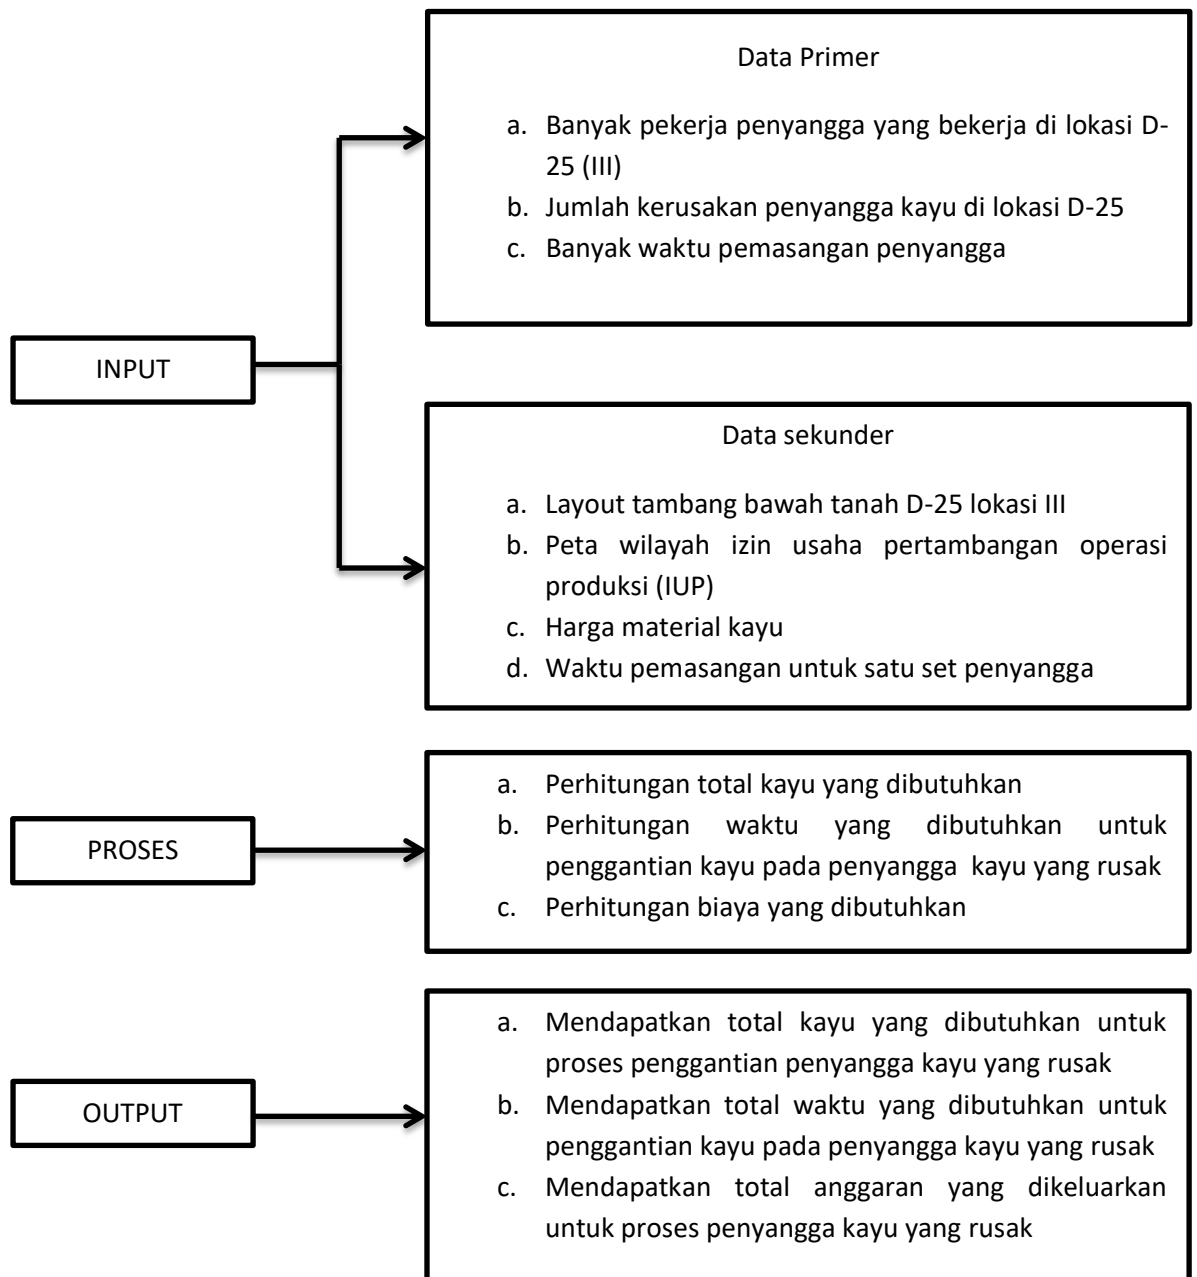 Data Primer
a. Banyak pekerja penyangga yang bekerja di lokasi D-
25 (III)
b. Jumlah kerusakan penyangga kayu di lokasi D-25
c. Banyak waktu pemasangan penyangga
INPUT
Data sekunder
a. Layout tambang bawah tanah D-25 lokasi III
b. Peta wilayah izin usaha pertambangan operasi
produksi (IUP)
c. Harga material kayu
d. Waktu pemasangan untuk satu set penyangga
PROSES
a. Perhitungan total kayu yang dibutuhkan
b. Perhitungan waktu yang dibutuhkan untuk
penggantian kayu pada penyangga kayu yang rusak
c. Perhitungan biaya yang dibutuhkan
OUTPUT
a. Mendapatkan total kayu yang dibutuhkan untuk
proses penggantian penyangga kayu yang rusak
b. Mendapatkan total waktu yang dibutuhkan untuk
penggantian kayu pada penyangga kayu yang rusak
c. Mendapatkan total anggaran yang dikeluarkan
untuk proses penyangga kayu yang rusak